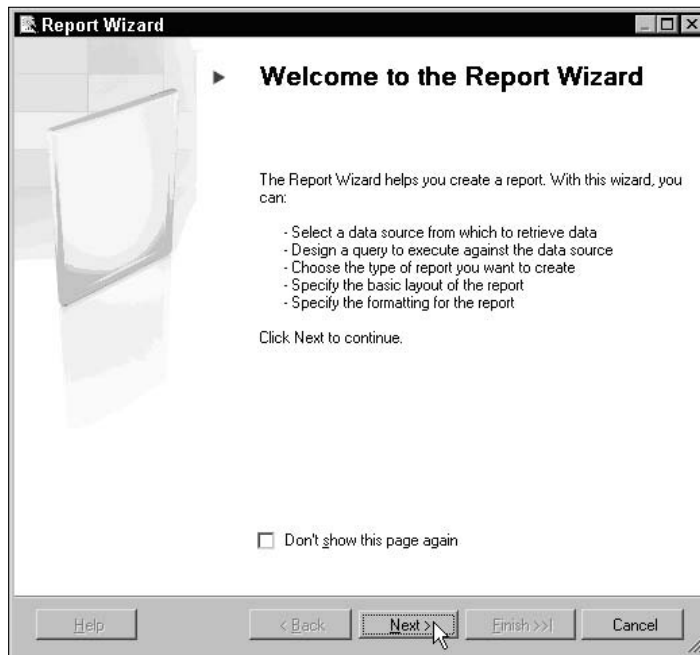 Report Wizard
Welcome to the Report Wizard
The Report Wizard helps you create a report. With this wizard, you
can:
- Select a data source from which to retrieve data
- Design a query to execute against the data source
- Choose the type of report you want to create
- Specify the basic layout of the report
- Specify the formatting for the report
Click Next to continue.
Don't show this page again
Help
< Back
Next >
Finish >>|
Cancel